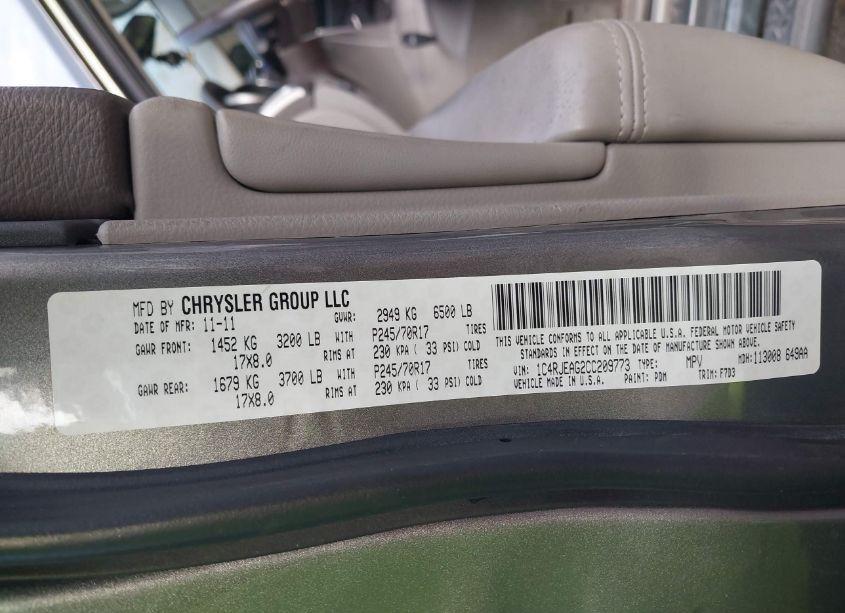 MFD BY CHRYSLER GROUP LLC
DATE OF MFR: 11-11 GVWR: 2949 KG 6500 LB
GAWR FRONT: 1452 KG 3200 LB WITH P245/70R17 TIRES
17X8.0 RIMS AT 230 KPA ( 33 PSI) COLD
GAWR REAR: 1679 KG 3700 LB WITH P245/70R17 TIRES
17X8.0 RIMS AT 230 KPA ( 33 PSI) COLD
THIS VEHICLE CONFORMS TO ALL APPLICABLE U.S.A. FEDERAL MOTOR VEHICLE SAFETY
STANDARDS IN EFFECT ON THE DATE OF MANUFACTURE SHOWN ABOVE.
VIN: 1C4RJEAG2CC209773 TYPE: MPV MDH:113008 649AA
VEHICLE MADE IN U.S.A. PAINT: PDM TRIM: F7D3